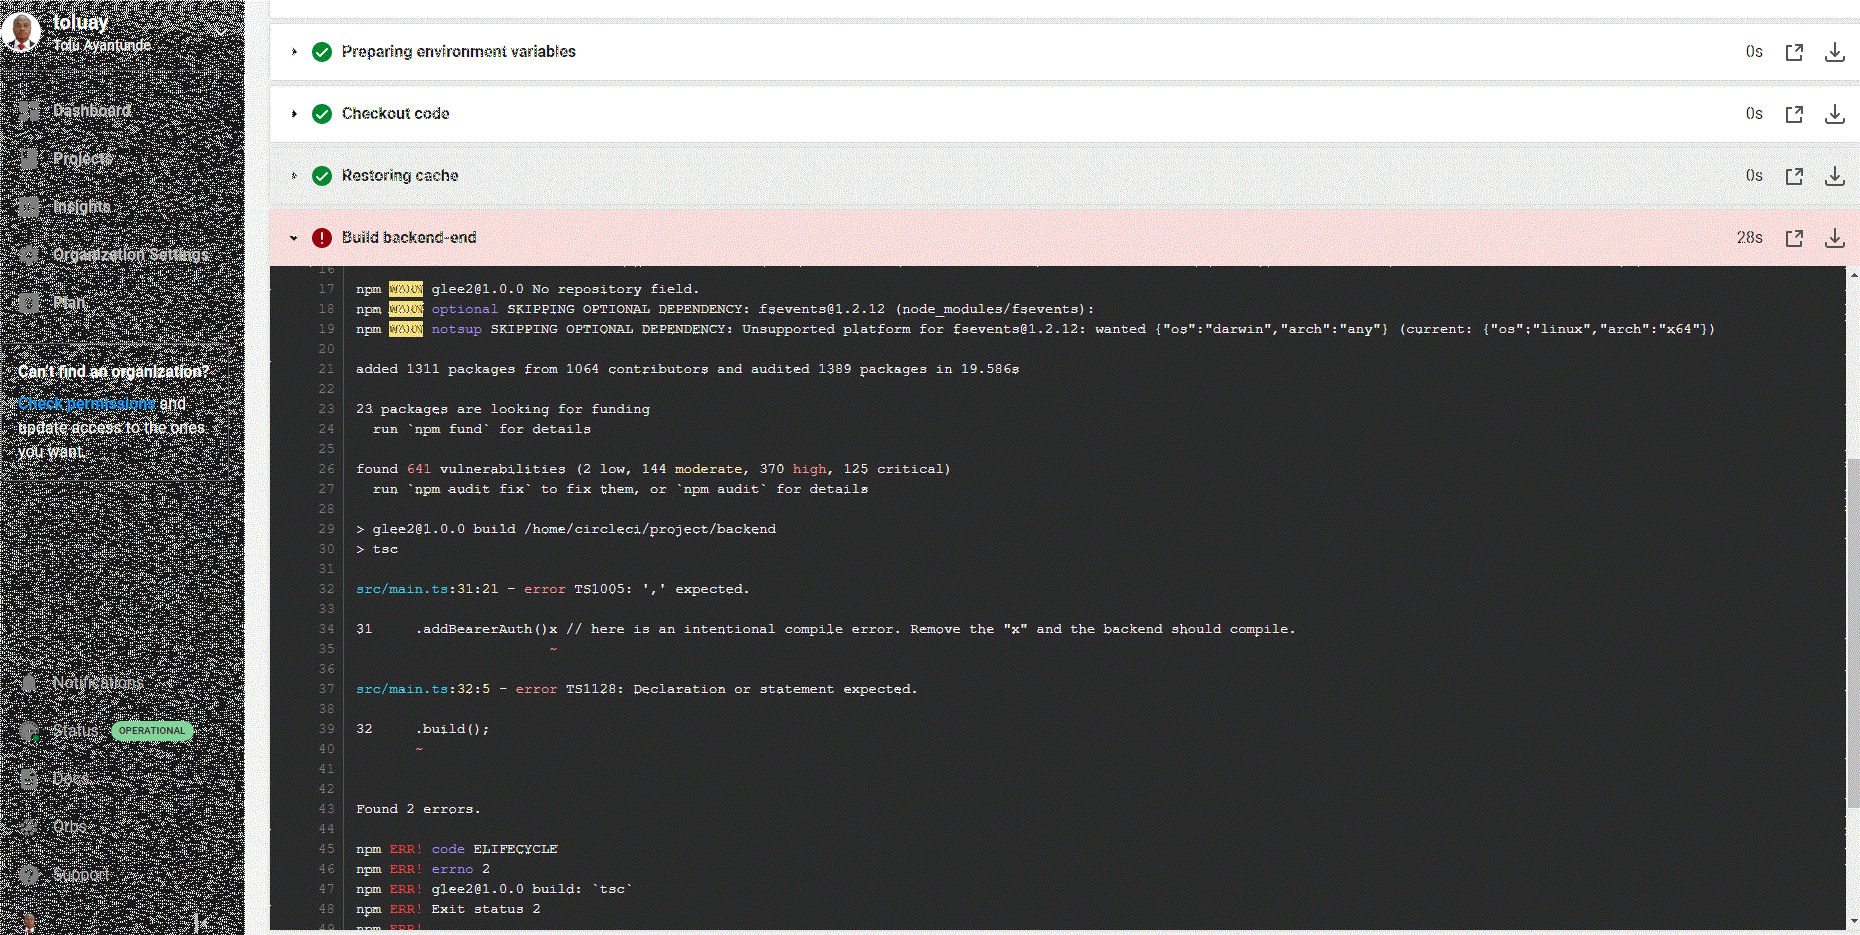 toluay
Tolu Ayantunde
Dashboard
Projects
Insights
Organization Settings
Plan
Can't find an organization?
Check permissions and
update access to the ones
you want.
Notifications
Status OPERATIONAL
Docs
Orbs
Support
Preparing environment variables 0s
Checkout code 0s
Restoring cache 0s
Build backend-end 28s
16
17 npm WARN glee2@1.0.0 No repository field.
18 npm WARN optional SKIPPING OPTIONAL DEPENDENCY: fsevents@1.2.12 (node_modules/fsevents):
19 npm WARN notsup SKIPPING OPTIONAL DEPENDENCY: Unsupported platform for fsevents@1.2.12: wanted {"os":"darwin","arch":"any"} (current: {"os":"linux","arch":"x64"})
20
21 added 1311 packages from 1064 contributors and audited 1389 packages in 19.586s
22
23 23 packages are looking for funding
24 run `npm fund` for details
25
26 found 641 vulnerabilities (2 low, 144 moderate, 370 high, 125 critical)
27 run `npm audit fix` to fix them, or `npm audit` for details
28
29 > glee2@1.0.0 build /home/circleci/project/backend
30 > tsc
31
32 src/main.ts:31:21 - error TS1005: ',' expected.
33
34 31 .addBearerAuth()x // here is an intentional compile error. Remove the "x" and the backend should compile.
35 ~
36
37 src/main.ts:32:5 - error TS1128: Declaration or statement expected.
38
39 32 .build();
40 ~
41
42
43 Found 2 errors.
44
45 npm ERR! code ELIFECYCLE
46 npm ERR! errno 2
47 npm ERR! glee2@1.0.0 build: `tsc`
48 npm ERR! Exit status 2
49 npm ERR!